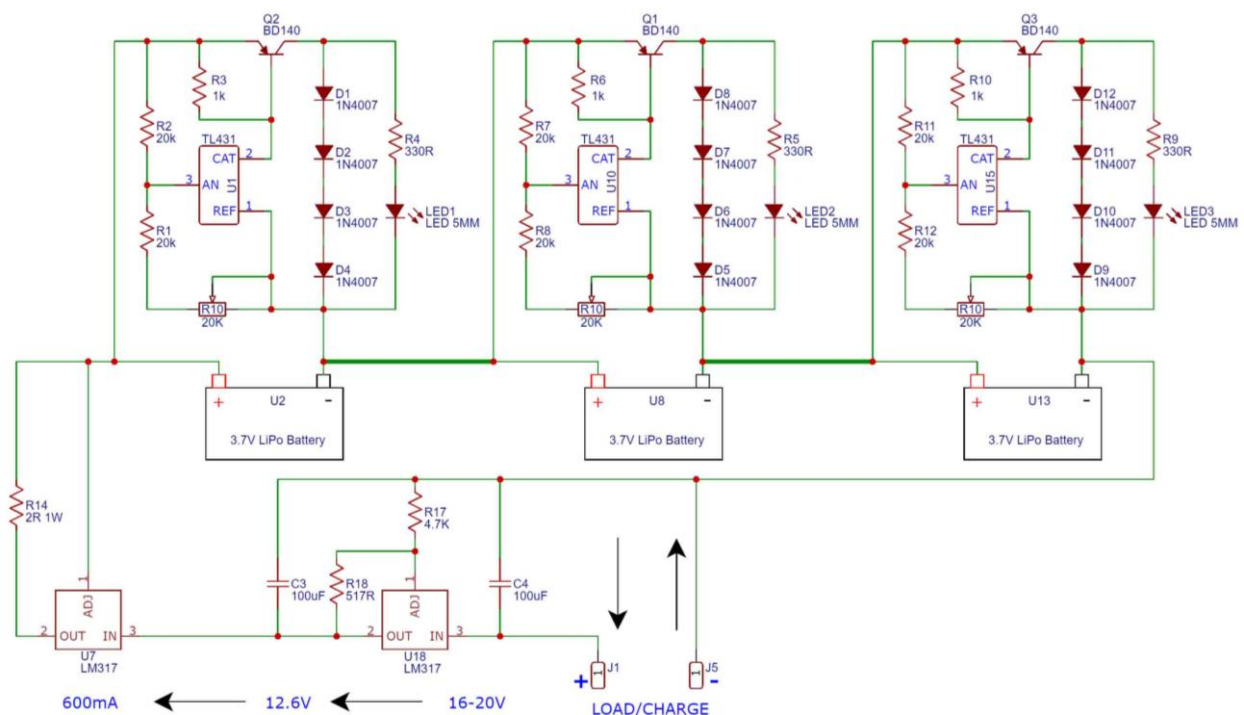 Q2
BD140
R3
1k
R2
20k
TL431
CAT 2
3 AN
U1
REF 1
R1
20k
R10
20K
D1
1N4007
D2
1N4007
D3
1N4007
D4
1N4007
R4
330R
LED1
LED 5MM
Q1
BD140
R6
1k
R7
20k
TL431
CAT 2
3 AN
U10
REF 1
R8
20k
R10
20K
D8
1N4007
D7
1N4007
D6
1N4007
D5
1N4007
R5
330R
LED2
LED 5MM
Q3
BD140
R10
1k
R11
20k
TL431
CAT 2
3 AN
U15
REF 1
R12
20k
R10
20K
D12
1N4007
D11
1N4007
D10
1N4007
D9
1N4007
R9
330R
LED3
LED 5MM
+ U2 -
3.7V LiPo Battery
+ U8 -
3.7V LiPo Battery
+ U13 -
3.7V LiPo Battery
R14
2R 1W
1
ADJ
2 OUT IN 3
U7
LM317
C3
100uF
R18
517R
R17
4.7K
1
ADJ
2 OUT IN 3
U18
LM317
C4
100uF
+ 1 J1
1 J5 -
600mA 12.6V 16-20V
LOAD/CHARGE